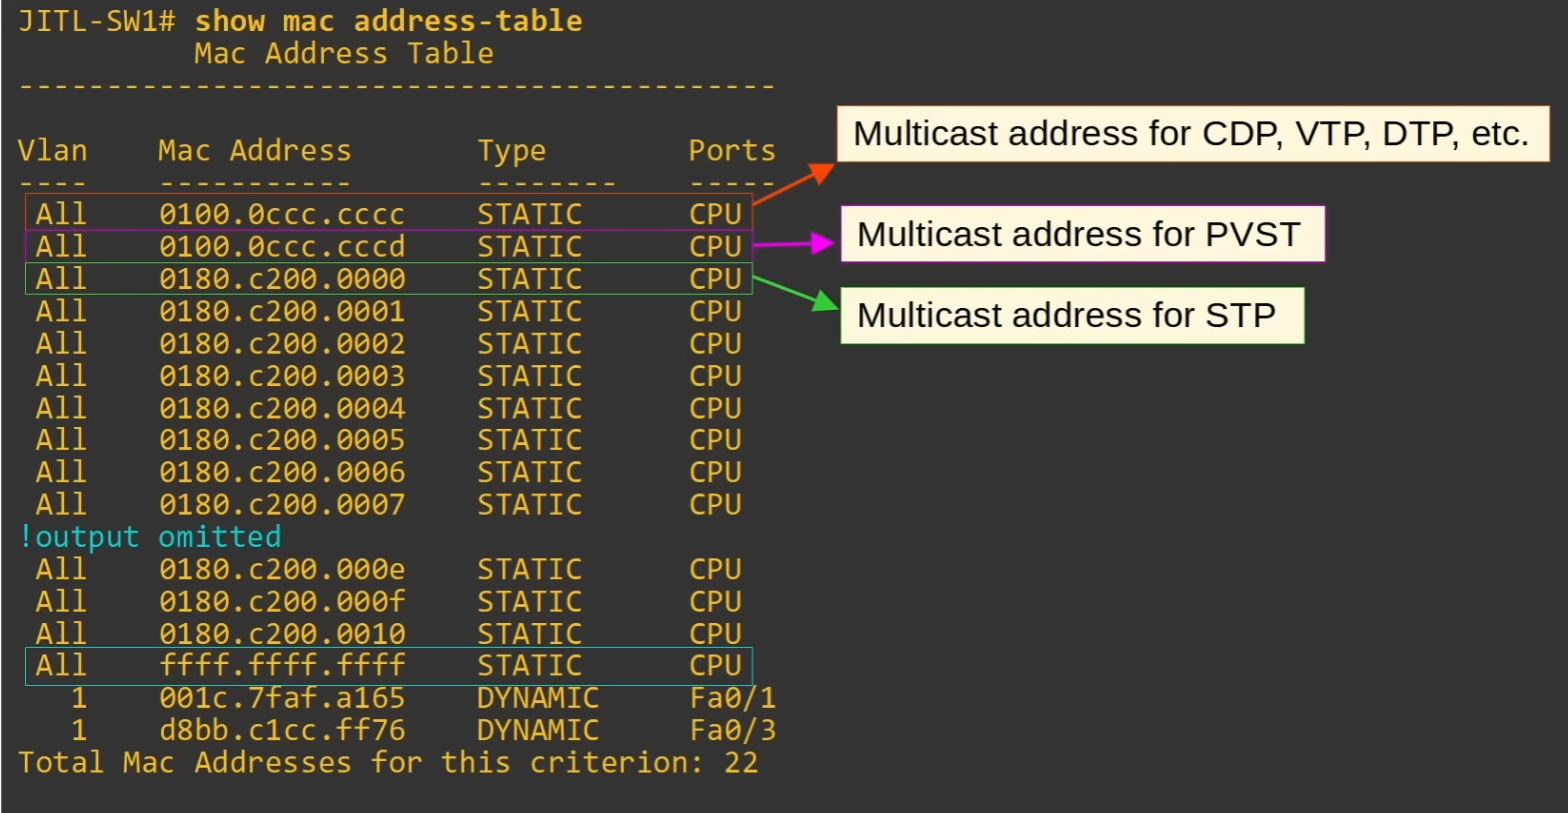 JITL-SW1# show mac address-table
Mac Address Table
-------------------------------------------
Vlan Mac Address Type Ports
---- ----------- -------- -----
All 0100.0ccc.cccc STATIC CPU
All 0100.0ccc.cccd STATIC CPU
All 0180.c200.0000 STATIC CPU
All 0180.c200.0001 STATIC CPU
All 0180.c200.0002 STATIC CPU
All 0180.c200.0003 STATIC CPU
All 0180.c200.0004 STATIC CPU
All 0180.c200.0005 STATIC CPU
All 0180.c200.0006 STATIC CPU
All 0180.c200.0007 STATIC CPU
!output omitted
All 0180.c200.000e STATIC CPU
All 0180.c200.000f STATIC CPU
All 0180.c200.0010 STATIC CPU
All ffff.ffff.ffff STATIC CPU
1 001c.7faf.a165 DYNAMIC Fa0/1
1 d8bb.c1cc.ff76 DYNAMIC Fa0/3
Total Mac Addresses for this criterion: 22
Multicast address for CDP, VTP, DTP, etc.
Multicast address for PVST
Multicast address for STP